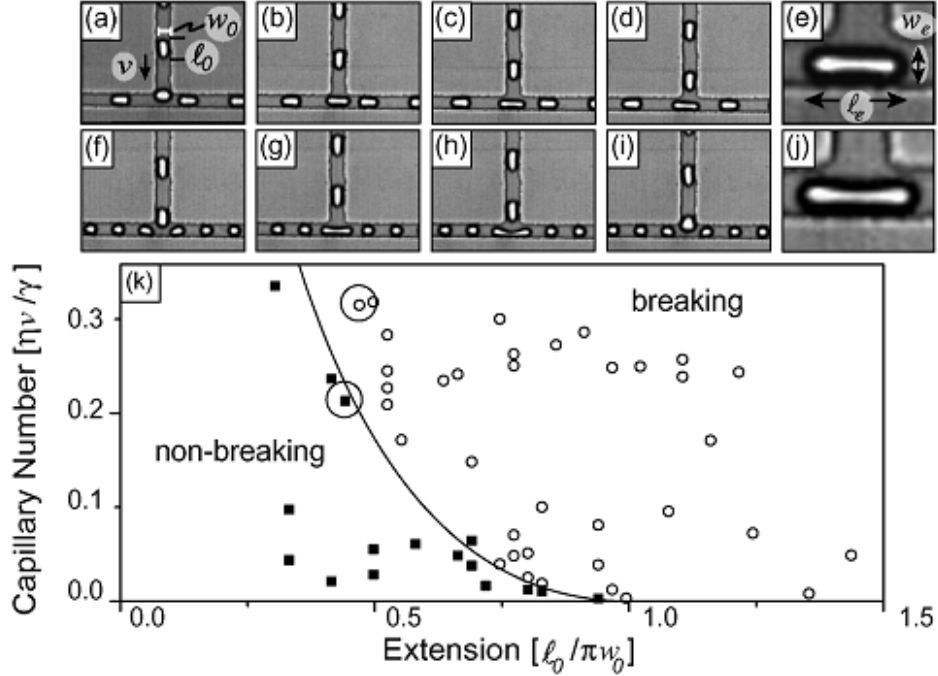 (a) w₀
ℓ₀
v
(b)
(c)
(d)
(e) wₑ
ℓₑ
(f)
(g)
(h)
(i)
(j)
(k)
breaking
non-breaking
Capillary Number [ηv/γ]
0.3
0.2
0.1
0.0
0.0 0.5 1.0 1.5
Extension [ℓ₀/πw₀]